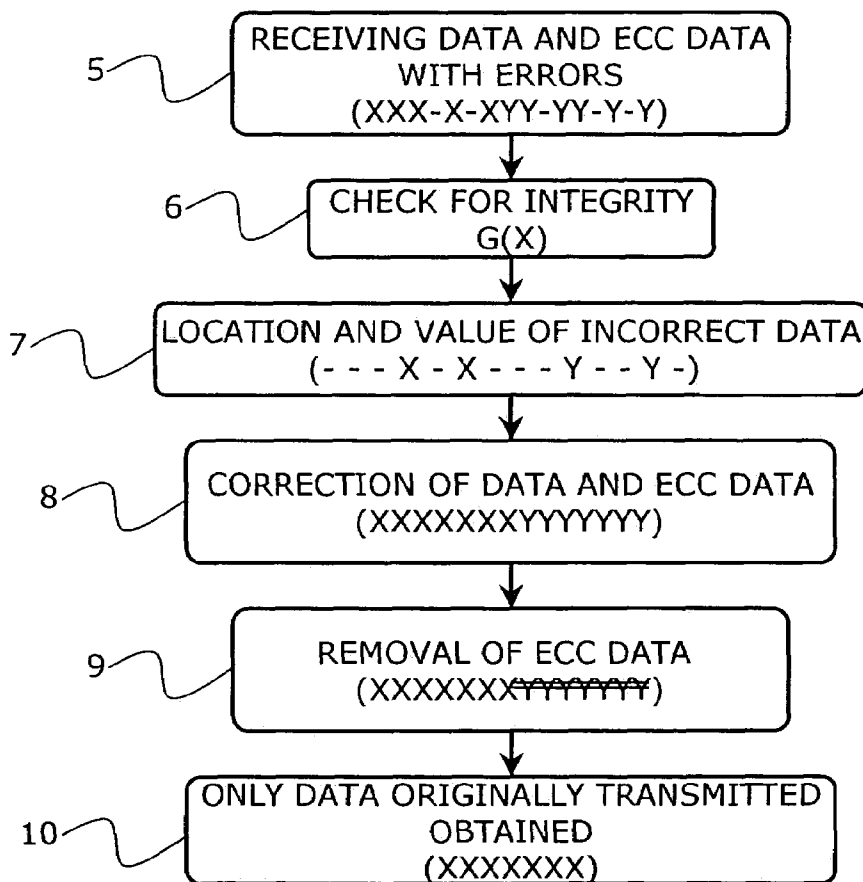 5
RECEIVING DATA AND ECC DATA
WITH ERRORS
(XXX-X-XYY-YY-Y-Y)
6
CHECK FOR INTEGRITY
G(X)
7
LOCATION AND VALUE OF INCORRECT DATA
(- - - X - X - - - Y - - Y -)
8
CORRECTION OF DATA AND ECC DATA
(XXXXXXXYYYYYYY)
9
REMOVAL OF ECC DATA
(XXXXXXXYYYYYYY)
10
ONLY DATA ORIGINALLY TRANSMITTED
OBTAINED
(XXXXXXX)